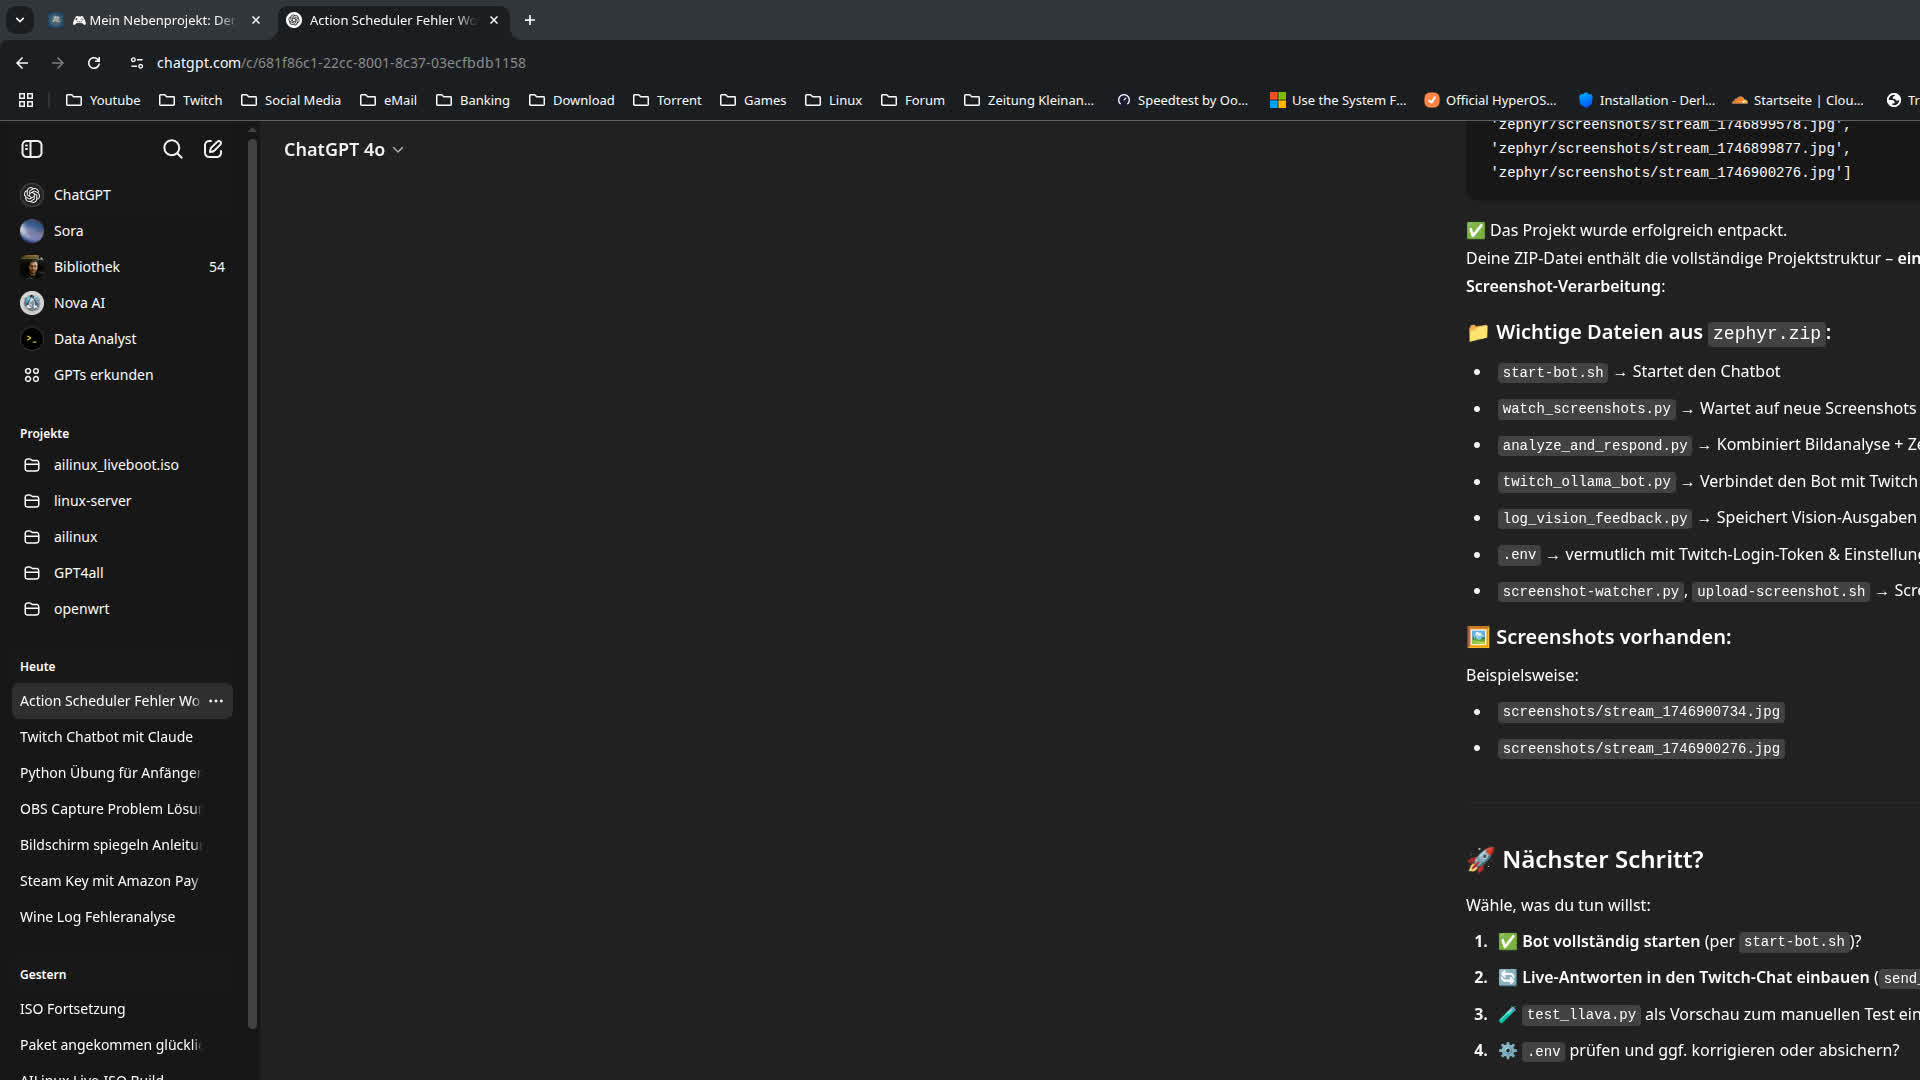 🎮 Mein Nebenprojekt: Der
Action Scheduler Fehler Wo
chatgpt.com/c/681f86c1-22cc-8001-8c37-03ecfbdb1158
Youtube
Twitch
Social Media
eMail
Banking
Download
Torrent
Games
Linux
Forum
Zeitung Kleinan...
Speedtest by Oo...
Use the System F...
Official HyperOS...
Installation - Derl...
Startseite | Clou...
Tr
ChatGPT
Sora
Bibliothek 54
Nova AI
Data Analyst
GPTs erkunden
Projekte
ailinux_liveboot.iso
linux-server
ailinux
GPT4all
openwrt
Heute
Action Scheduler Fehler Wo
Twitch Chatbot mit Claude
Python Übung für Anfänger
OBS Capture Problem Lösu
Bildschirm spiegeln Anleitu
Steam Key mit Amazon Pay
Wine Log Fehleranalyse
Gestern
ISO Fortsetzung
Paket angekommen glückli
AILinux Live ISO Build
ChatGPT 4o
'zephyr/screenshots/stream_1746899578.jpg',
'zephyr/screenshots/stream_1746899877.jpg',
'zephyr/screenshots/stream_1746900276.jpg']
✅ Das Projekt wurde erfolgreich entpackt.
Deine ZIP-Datei enthält die vollständige Projektstruktur – ein
Screenshot-Verarbeitung:
📁 Wichtige Dateien aus zephyr.zip:
• start-bot.sh → Startet den Chatbot
• watch_screenshots.py → Wartet auf neue Screenshots
• analyze_and_respond.py → Kombiniert Bildanalyse + Ze
• twitch_ollama_bot.py → Verbindet den Bot mit Twitch
• log_vision_feedback.py → Speichert Vision-Ausgaben
• .env → vermutlich mit Twitch-Login-Token & Einstellung
• screenshot-watcher.py, upload-screenshot.sh → Scre
🖼️ Screenshots vorhanden:
Beispielsweise:
• screenshots/stream_1746900734.jpg
• screenshots/stream_1746900276.jpg
🚀 Nächster Schritt?
Wähle, was du tun willst:
1. ✅ Bot vollständig starten (per start-bot.sh)?
2. 🔄 Live-Antworten in den Twitch-Chat einbauen (send_
3. 🧪 test_llava.py als Vorschau zum manuellen Test ein
4. ⚙️ .env prüfen und ggf. korrigieren oder absichern?